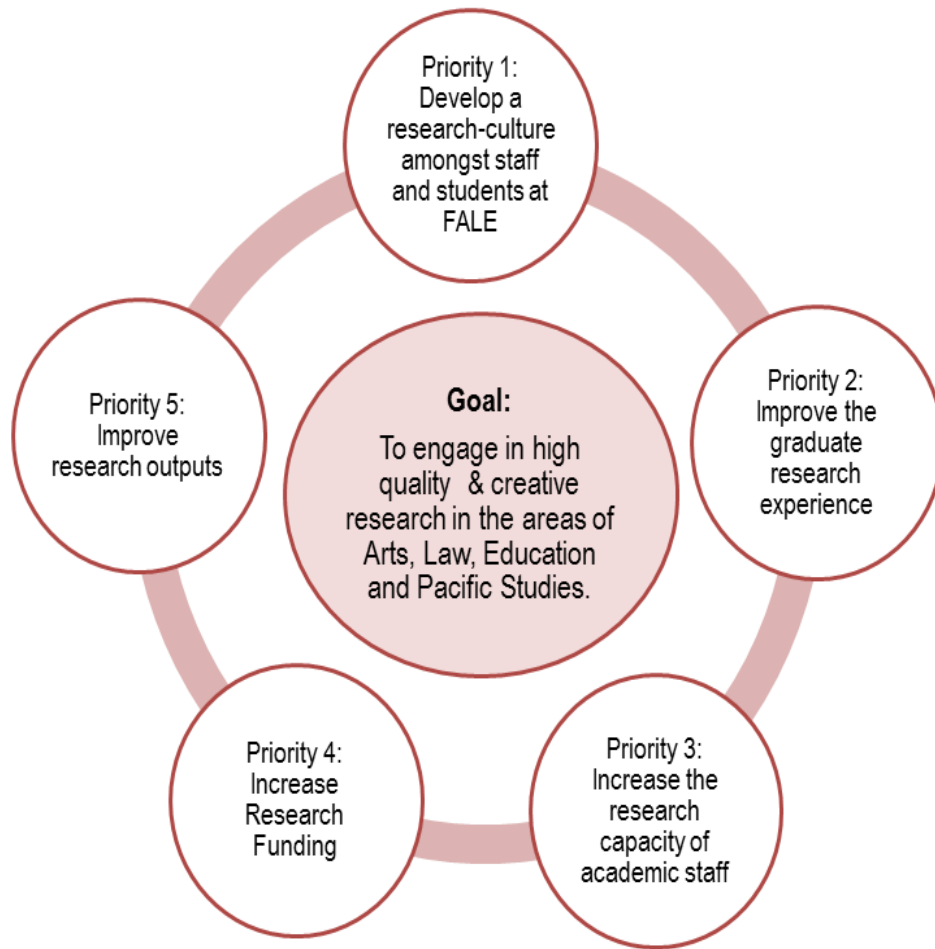 Priority 1:
Develop a
research-culture
amongst staff
and students at
FALE
Priority 2:
Improve the
graduate
research
experience
Priority 3:
Increase the
research
capacity of
academic staff
Priority 4:
Increase
Research
Funding
Priority 5:
Improve
research outputs
Goal:
To engage in high
quality & creative
research in the areas of
Arts, Law, Education
and Pacific Studies.